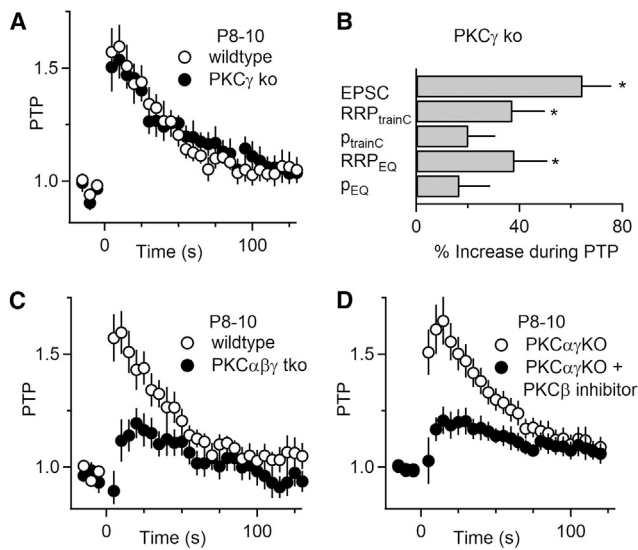 A
P8-10
wildtype
PKCγ ko
PTP
1.5
1.0
0
100
Time (s)
B
PKCγ ko
EPSC
RRPtrainC
ptrainC
RRPEQ
pEQ
*
*
*
0
40
80
% Increase during PTP
C
P8-10
wildtype
PKCαβγ tko
PTP
1.5
1.0
0
100
Time (s)
D
P8-10
PKCαγKO
PKCαγKO +
PKCβ inhibitor
PTP
1.5
1.0
0
100
Time (s)